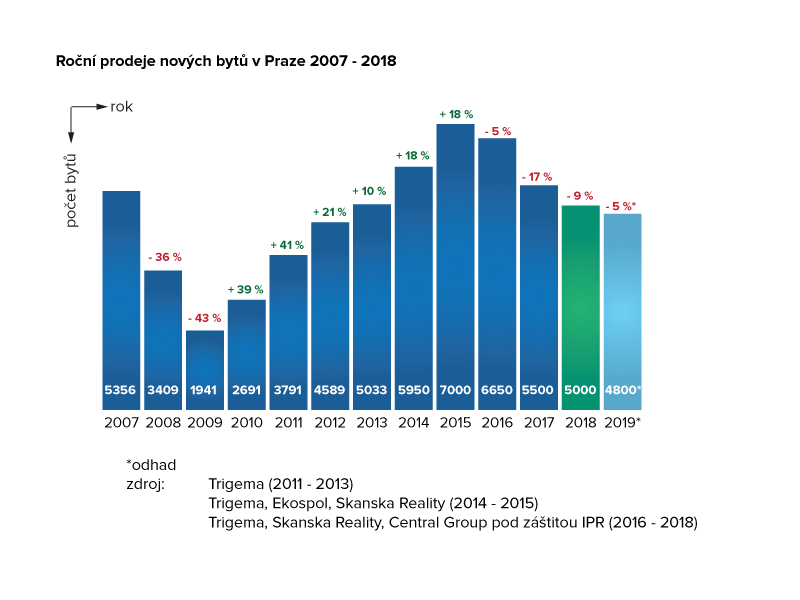 Roční prodeje nových bytů v Praze 2007 - 2018
rok
počet bytů
- 36 %
- 43 %
+ 39 %
+ 41 %
+ 21 %
+ 10 %
+ 18 %
+ 18 %
- 5 %
- 17 %
- 9 %
- 5 %*
5356 3409 1941 2691 3791 4589 5033 5950 7000 6650 5500 5000 4800*
2007 2008 2009 2010 2011 2012 2013 2014 2015 2016 2017 2018 2019*
*odhad
zdroj: Trigema (2011 - 2013)
Trigema, Ekospol, Skanska Reality (2014 - 2015)
Trigema, Skanska Reality, Central Group pod záštitou IPR (2016 - 2018)